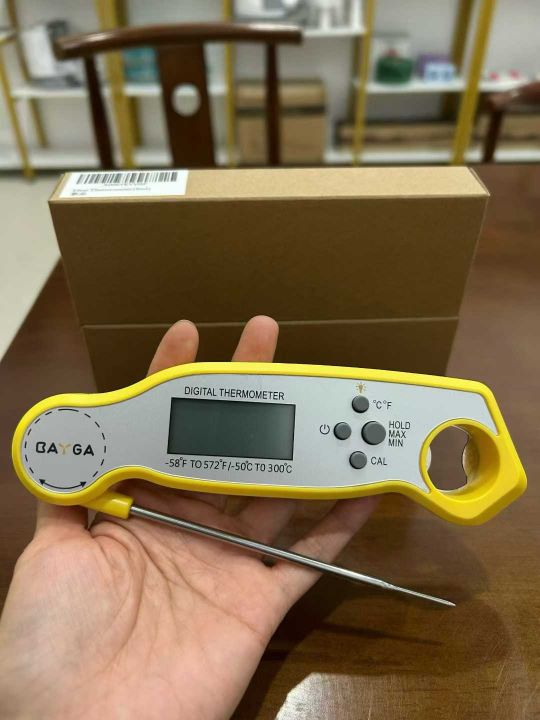 DIGITAL THERMOMETER
BAYGA
°C°F
HOLD
MAX
MIN
CAL
-58°F TO 572°F/-50°C TO 300°C